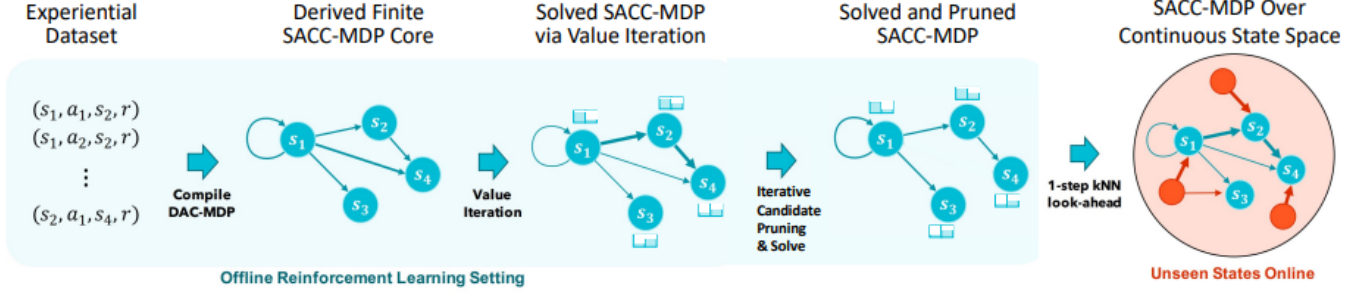 Experiential
Dataset
Derived Finite
SACC-MDP Core
Solved SACC-MDP
via Value Iteration
Solved and Pruned
SACC-MDP
SACC-MDP Over
Continuous State Space
(s₁, a₁, s₂, r)
(s₁, a₂, s₂, r)
⋮
(s₂, a₁, s₄, r)
Compile
DAC-MDP
s₁
s₂
s₄
s₃
Value
Iteration
s₁
s₂
s₄
s₃
Iterative
Candidate
Pruning
& Solve
s₁
s₂
s₄
s₃
1-step kNN
look-ahead
s₁
s₂
s₄
s₃
Offline Reinforcement Learning Setting
Unseen States Online